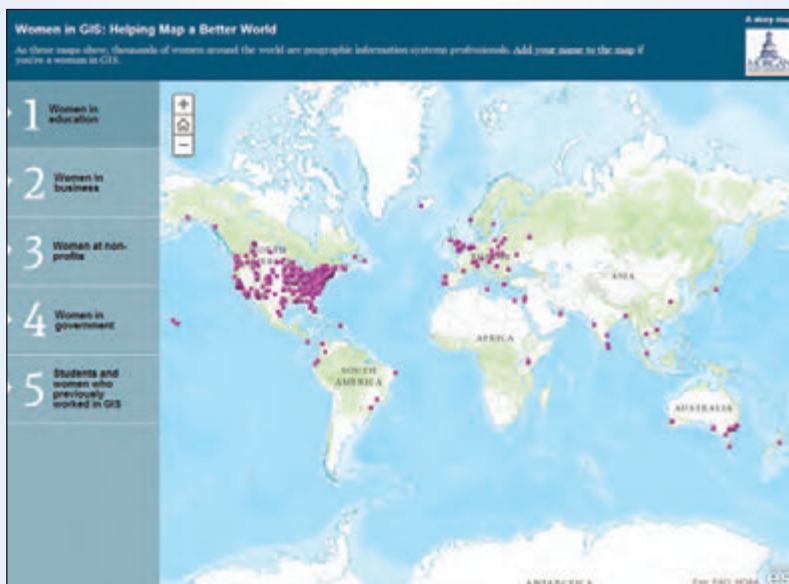 Women in GIS: Helping Map a Better World
A story map
As these maps show, thousands of women around the world are geographic information systems professionals. Add your name to the map if
you're a woman in GIS.
MORGAN
1 Women in
education
2 Women in
business
3 Women at non-
profits
4 Women in
government
5 Students and
women who
previously
worked in GIS
+
−
NORTH
ASIA
AFRICA
SOUTH
AMERICA
AUSTRALIA
ANTARCTICA